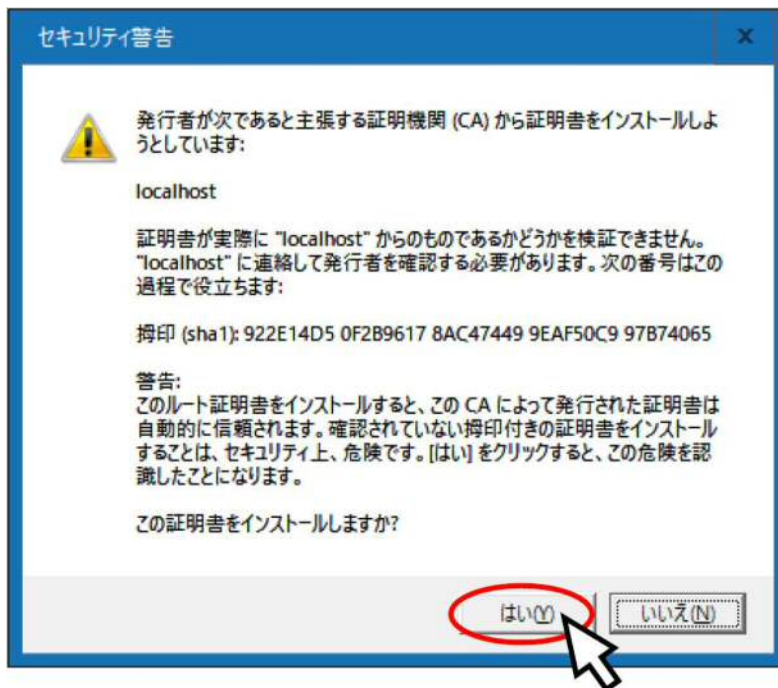 セキュリティ警告
発行者が次であると主張する証明機関 (CA) から証明書をインストールしよ
うとしています:
localhost
証明書が実際に "localhost" からのものであるかどうかを検証できません。
"localhost" に連絡して発行者を確認する必要があります。次の番号はこの
過程で役立ちます:
拇印 (sha1): 922E14D5 0F2B9617 8AC47449 9EAF50C9 97B74065
警告:
このルート証明書をインストールすると、この CA によって発行された証明書は
自動的に信頼されます。確認されていない拇印付きの証明書をインストール
することは、セキュリティ上、危険です。[はい] をクリックすると、この危険を認
識したことになります。
この証明書をインストールしますか?
はい(Y) いいえ(N)